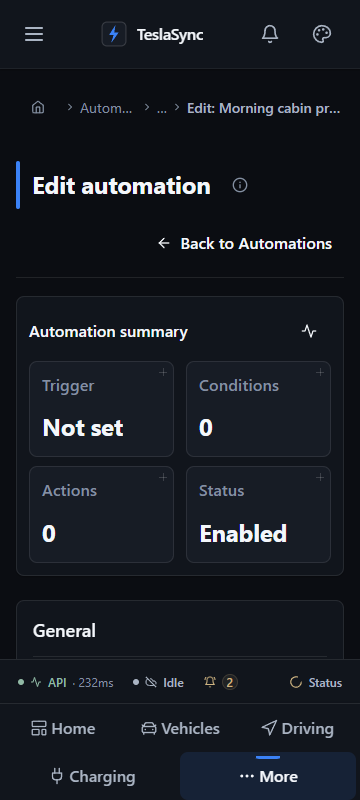 TeslaSync
Autom... > ... > Edit: Morning cabin pr...
Edit automation
← Back to Automations
Automation summary
Trigger
Not set
Conditions
0
Actions
0
Status
Enabled
General
API · 232ms
Idle
2
Status
Home
Vehicles
Driving
Charging
More